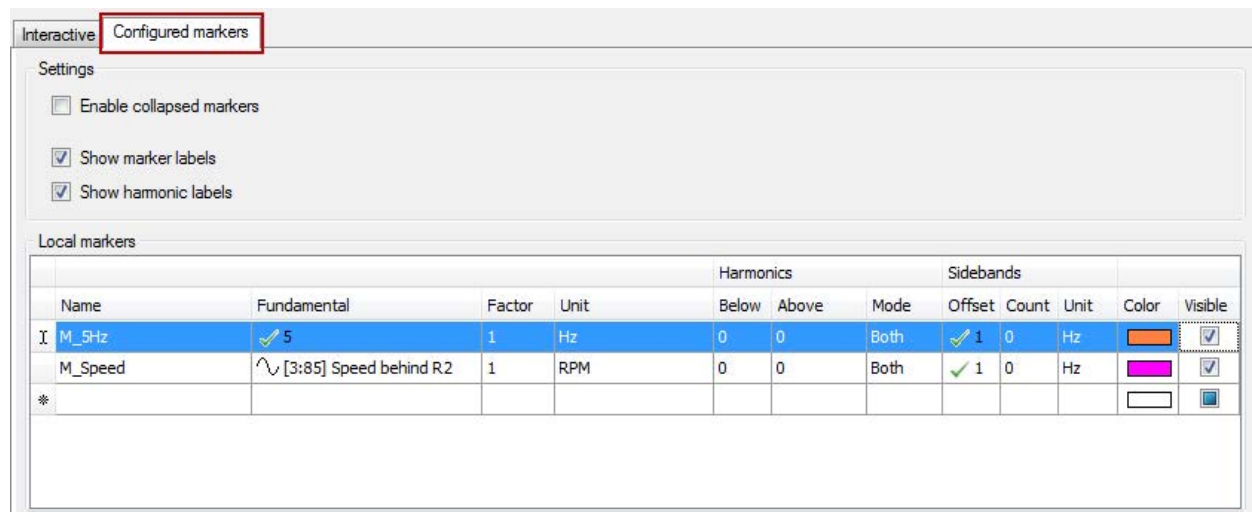 Interactive Configured markers
Settings
Enable collapsed markers
Show marker labels
Show harmonic labels
Local markers
Harmonics Sidebands
Name Fundamental Factor Unit Below Above Mode Offset Count Unit Color Visible
M_5Hz 5 1 Hz 0 0 Both 1 0 Hz
M_Speed [3:85] Speed behind R2 1 RPM 0 0 Both 1 0 Hz